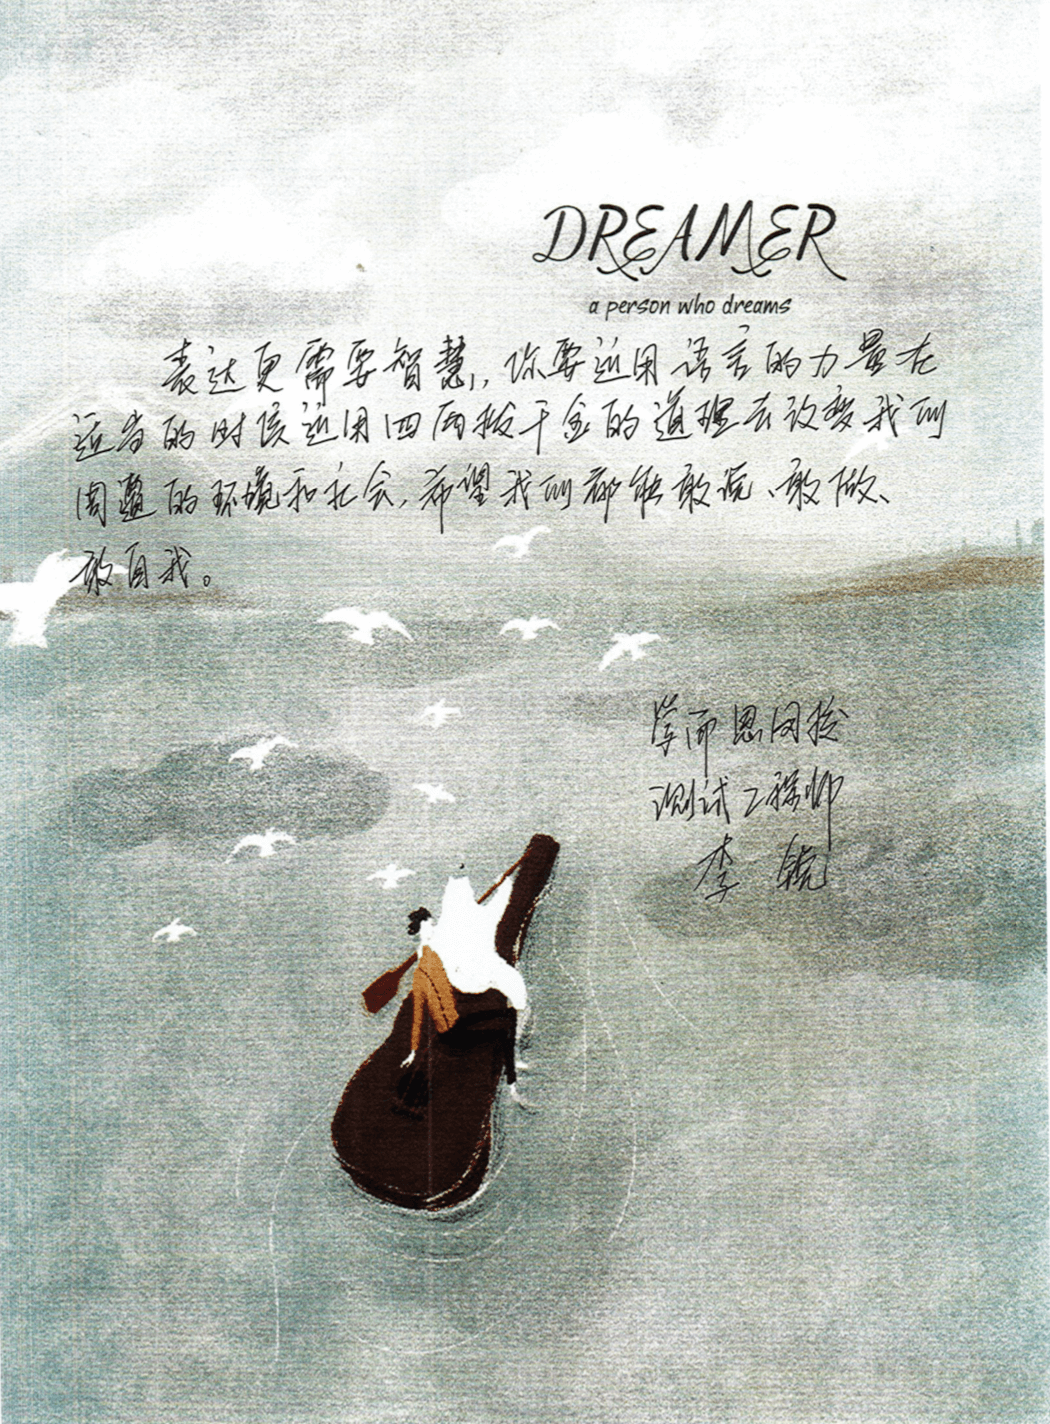 DREAMER
a person who dreams
表达更需要智慧,你要运用语言的力量在
适当的时候运用四两拨千金的道理去改变我们
周遭的环境和社会,希望我们都能敢说、敢做、
敢自我。
学而思网校
测试工程师
李